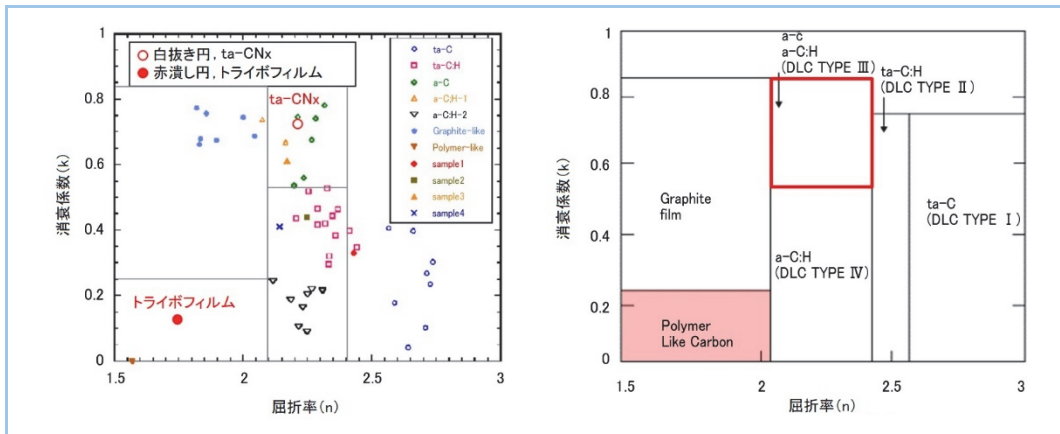 白抜き円, ta-CNx
赤潰し円, トライボフィルム
ta-CNx
トライボフィルム
ta-C
ta-C:H
a-C
a-C:H-1
a-C:H-2
Graphite-like
Polymer-like
sample1
sample2
sample3
sample4
消衰係数(k)
1
0.8
0.6
0.4
0.2
0
1.5
2
2.5
3
屈折率(n)
a-c
a-C:H
(DLC TYPE Ⅲ)
ta-C:H
(DLC TYPE Ⅱ)
Graphite
film
ta-C
(DLC TYPE Ⅰ)
a-C:H
(DLC TYPE Ⅳ)
Polymer
Like Carbon
消衰係数(k)
1
0.8
0.6
0.4
0.2
0
1.5
2
2.5
3
屈折率(n)